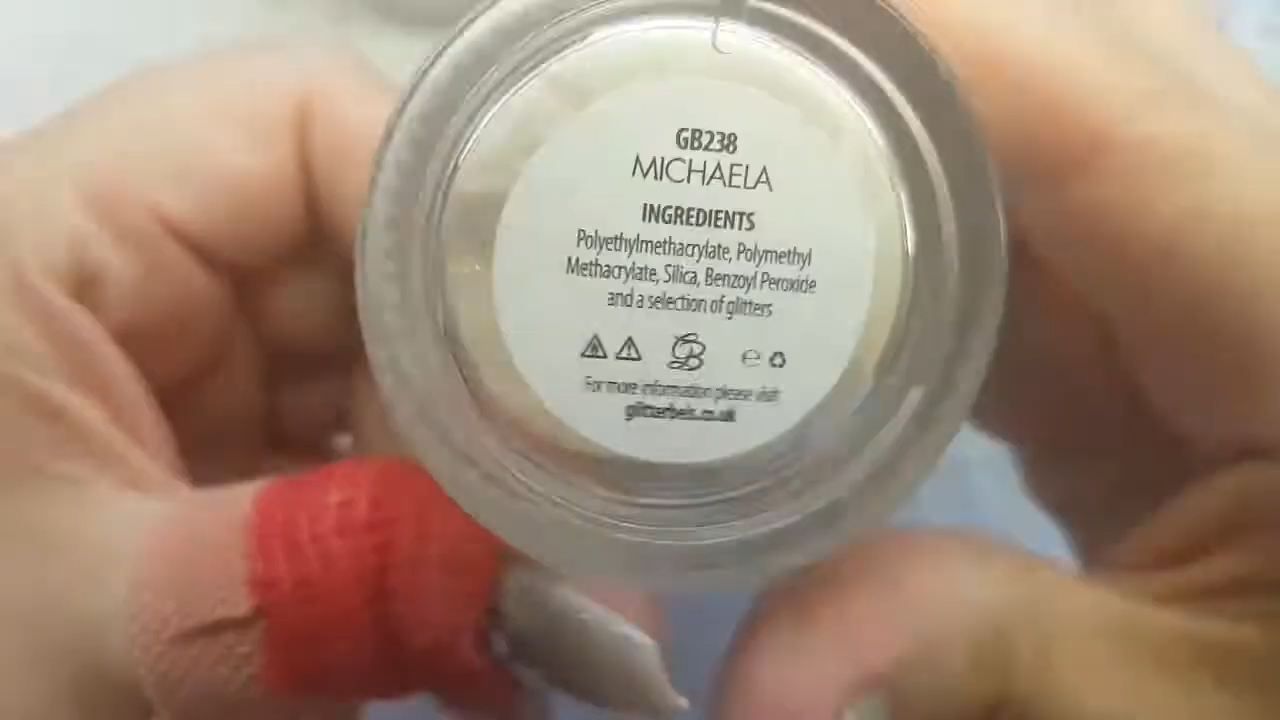 GB238
MICHAELA
INGREDIENTS
Polyethylmethacrylate, Polymethyl
Methacrylate, Silica, Benzoyl Peroxide
and a selection of glitters
For more information please visit
glitterbels.co.uk